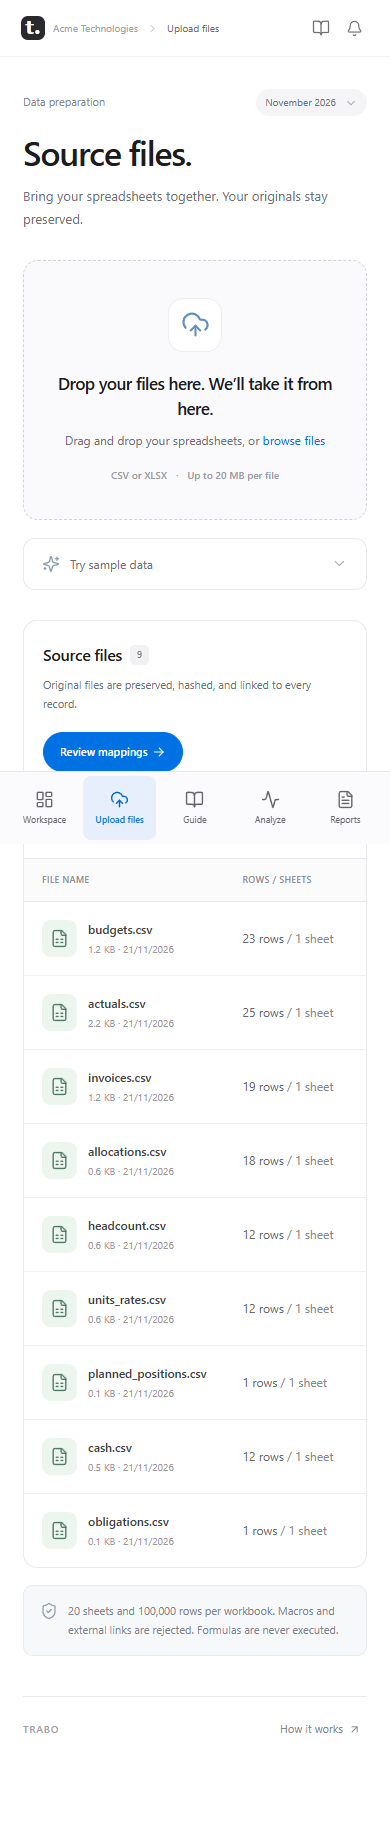 t.
Acme Technologies
Upload files
Data preparation
November 2026
Source files.
Bring your spreadsheets together. Your originals stay
preserved.
Drop your files here. We’ll take it from
here.
Drag and drop your spreadsheets, or browse files
CSV or XLSX · Up to 20 MB per file
Try sample data
Source files 9
Original files are preserved, hashed, and linked to every
record.
Review mappings
Workspace
Upload files
Guide
Analyze
Reports
FILE NAME ROWS / SHEETS
budgets.csv
1.2 KB · 21/11/2026
23 rows / 1 sheet
actuals.csv
2.2 KB · 21/11/2026
25 rows / 1 sheet
invoices.csv
1.2 KB · 21/11/2026
19 rows / 1 sheet
allocations.csv
0.6 KB · 21/11/2026
18 rows / 1 sheet
headcount.csv
0.6 KB · 21/11/2026
12 rows / 1 sheet
units_rates.csv
0.6 KB · 21/11/2026
12 rows / 1 sheet
planned_positions.csv
0.1 KB · 21/11/2026
1 rows / 1 sheet
cash.csv
0.5 KB · 21/11/2026
12 rows / 1 sheet
obligations.csv
0.1 KB · 21/11/2026
1 rows / 1 sheet
20 sheets and 100,000 rows per workbook. Macros and
external links are rejected. Formulas are never executed.
TRABO
How it works